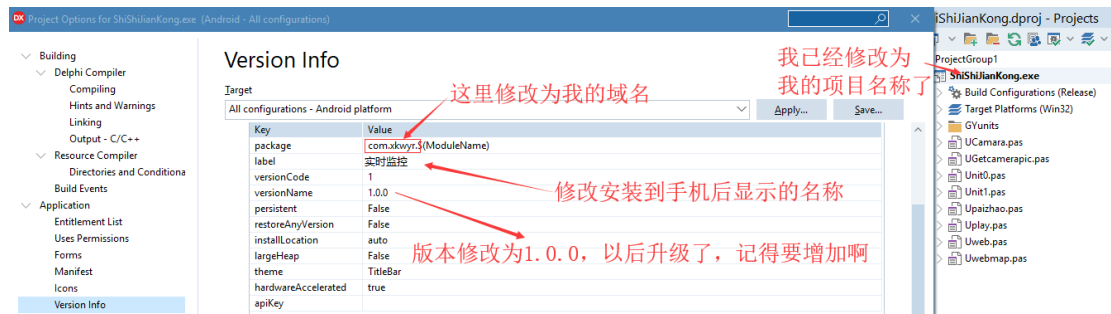 Project Options for ShiShiJianKong.exe (Android - All configurations)
iShiJianKong.dproj - Projects
Building
Delphi Compiler
Compiling
Hints and Warnings
Linking
Output - C/C++
Resource Compiler
Directories and Conditiona
Build Events
Application
Entitlement List
Uses Permissions
Forms
Manifest
Icons
Version Info
Version Info
Target
All configurations - Android platform
Apply...
Save...
Key Value
package com.xkwyr.$(ModuleName)
label 实时监控
versionCode 1
versionName 1.0.0
persistent False
restoreAnyVersion False
installLocation auto
largeHeap False
theme TitleBar
hardwareAccelerated true
apiKey
这里修改为我的域名
修改安装到手机后显示的名称
版本修改为1.0.0，以后升级了，记得要增加啊
我已经修改为
我的项目名称了
ProjectGroup1
ShiShiJianKong.exe
Build Configurations (Release)
Target Platforms (Win32)
GYunits
UCamara.pas
UGetcamerapic.pas
Unit0.pas
Unit1.pas
Upaizhao.pas
Uplay.pas
Uweb.pas
Uwebmap.pas